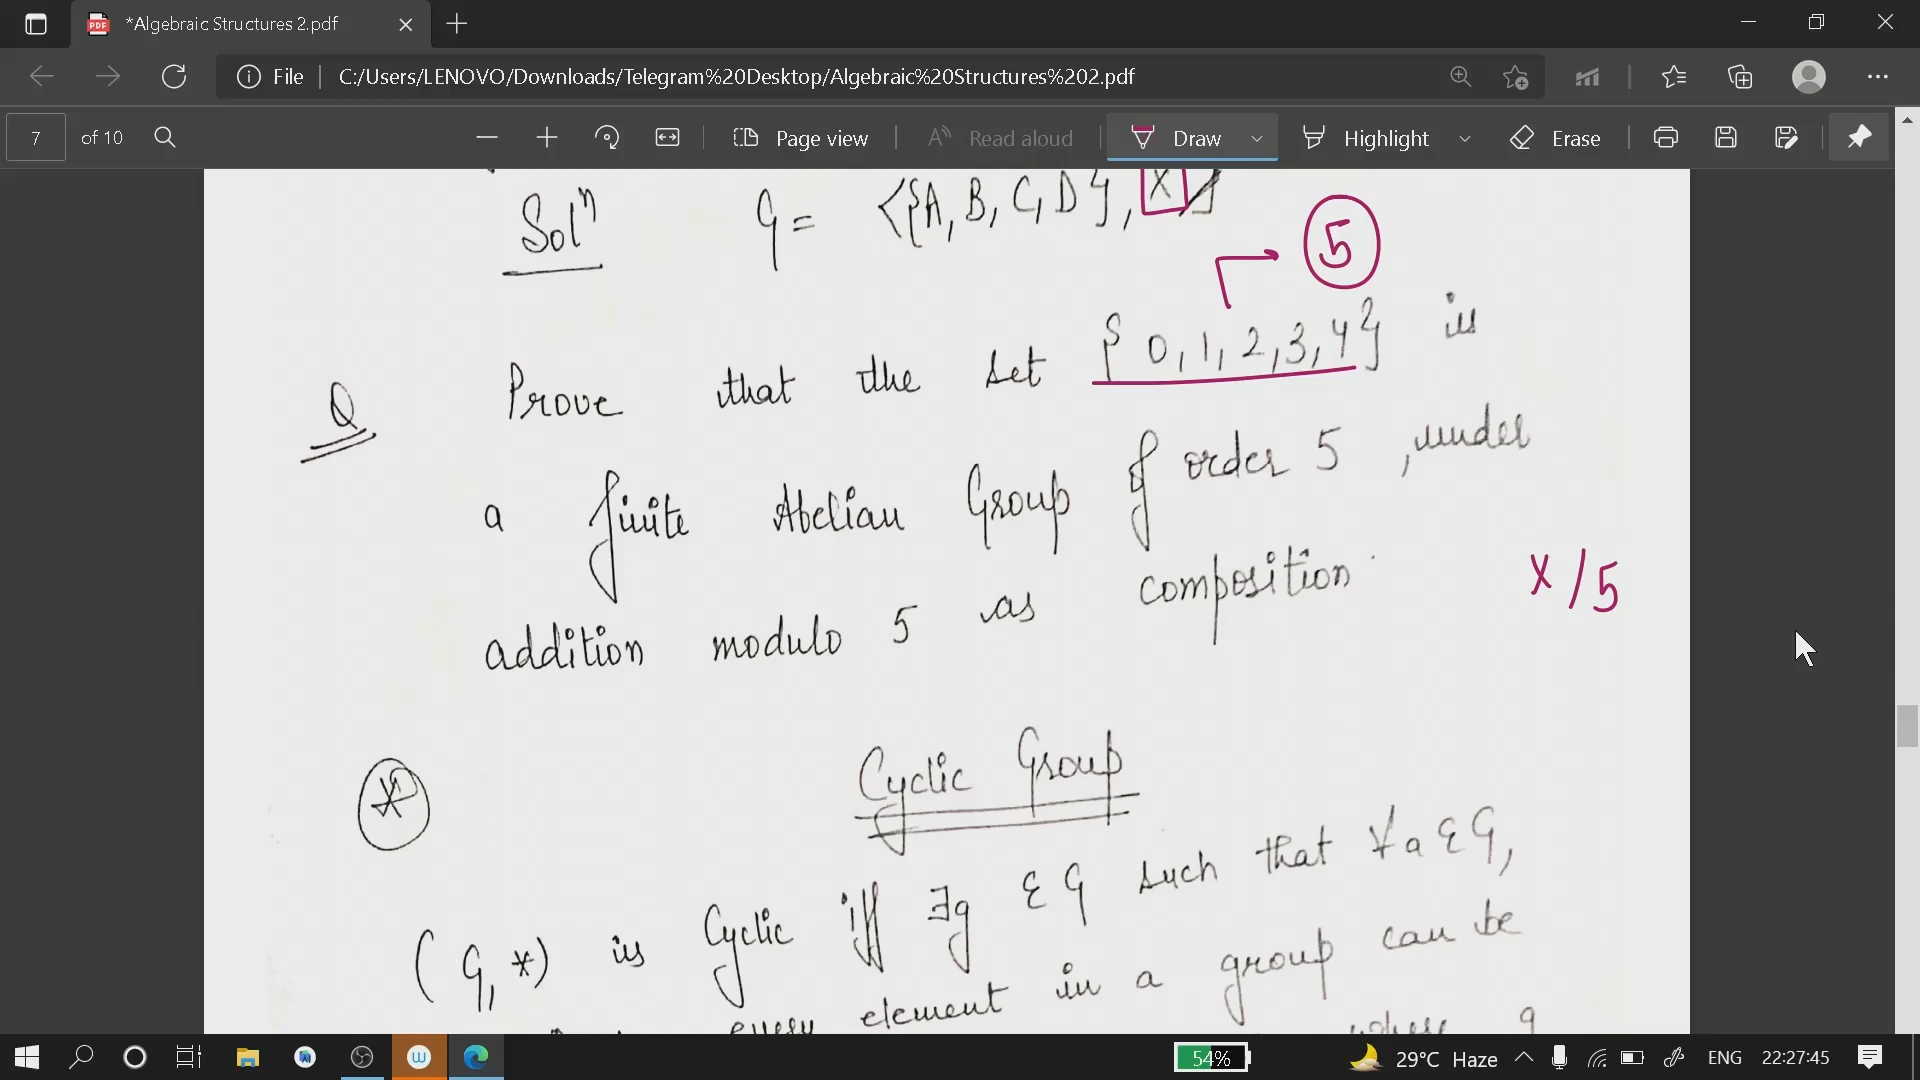 *Algebraic Structures 2.pdf
File
C:/Users/LENOVO/Downloads/Telegram%20Desktop/Algebraic%20Structures%202.pdf
7 of 10
Page view
Read aloud
Draw
Highlight
Erase
Solⁿ G = <{A, B, C, D}, X>
5
Q Prove that the set { 0, 1, 2, 3, 4 } is
a finite Abelian Group of order 5 , under
addition modulo 5 as composition
X / 5
Cyclic Group
(G, *) is Cyclic iff ∃g ε G such that ∀ a ε G,
every element in a group can be
where g
54%
29°C Haze
ENG
22:27:45